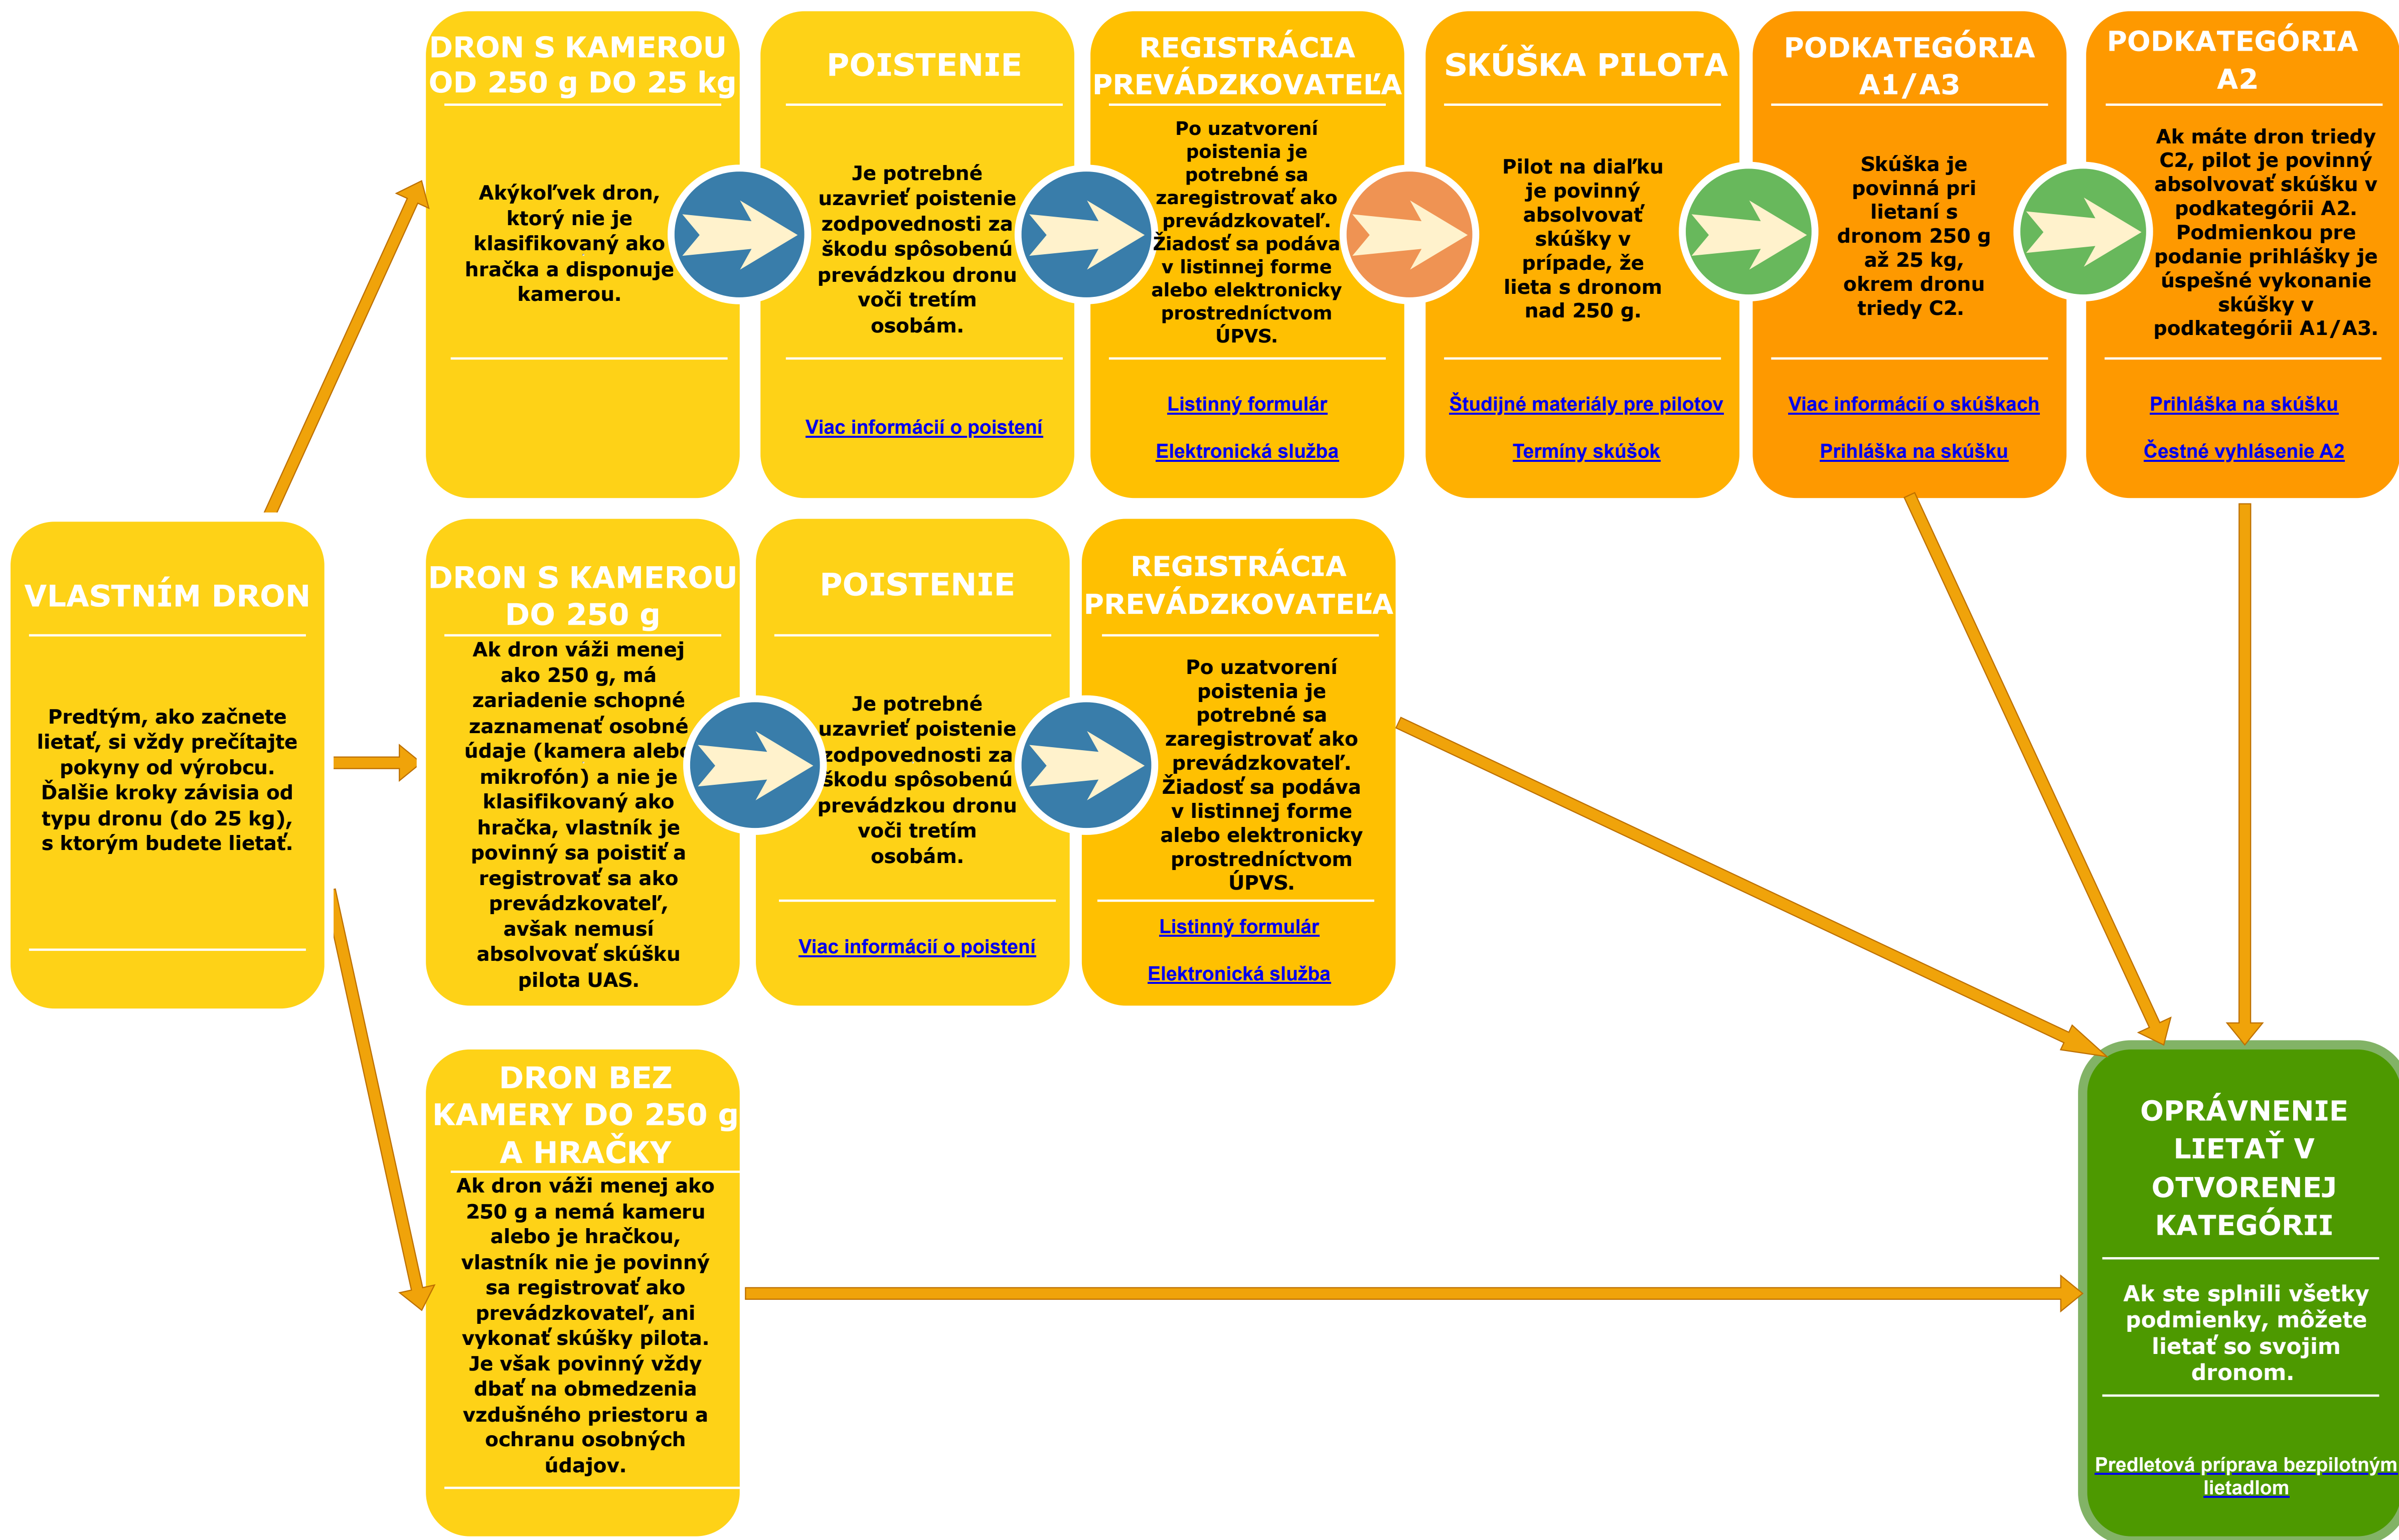 DRON S KAMEROU
OD 250 g DO 25 kg
Akýkoľvek dron,
ktorý nie je
klasifikovaný ako
hračka a disponuje
kamerou.
POISTENIE
Je potrebné
uzavrieť poistenie
zodpovednosti za
škodu spôsobenú
prevádzkou dronu
voči tretím
osobám.
Viac informácií o poistení
REGISTRÁCIA
PREVÁDZKOVATEĽA
Po uzatvorení
poistenia je
potrebné sa
zaregistrovať ako
prevádzkovateľ.
Žiadosť sa podáva
v listinnej forme
alebo elektronicky
prostredníctvom
ÚPVS.
Listinný formulár
Elektronická služba
SKÚŠKA PILOTA
Pilot na diaľku
je povinný
absolvovať
skúšky v
prípade, že
lieta s dronom
nad 250 g.
Študijné materiály pre pilotov
Termíny skúšok
PODKATEGÓRIA
A1/A3
Skúška je
povinná pri
lietaní s
dronom 250 g
až 25 kg,
okrem dronu
triedy C2.
Viac informácií o skúškach
Prihláška na skúšku
PODKATEGÓRIA
A2
Ak máte dron triedy
C2, pilot je povinný
absolvovať skúšku v
podkategórii A2.
Podmienkou pre
podanie prihlášky je
úspešné vykonanie
skúšky v
podkategórii A1/A3.
Prihláška na skúšku
Čestné vyhlásenie A2
VLASTNÍM DRON
Predtým, ako začnete
lietať, si vždy prečítajte
pokyny od výrobcu.
Ďalšie kroky závisia od
typu dronu (do 25 kg),
s ktorým budete lietať.
DRON S KAMEROU
DO 250 g
Ak dron váži menej
ako 250 g, má
zariadenie schopné
zaznamenať osobné
údaje (kamera alebo
mikrofón) a nie je
klasifikovaný ako
hračka, vlastník je
povinný sa poistiť a
registrovať sa ako
prevádzkovateľ,
avšak nemusí
absolvovať skúšku
pilota UAS.
POISTENIE
Je potrebné
uzavrieť poistenie
zodpovednosti za
škodu spôsobenú
prevádzkou dronu
voči tretím
osobám.
Viac informácií o poistení
REGISTRÁCIA
PREVÁDZKOVATEĽA
Po uzatvorení
poistenia je
potrebné sa
zaregistrovať ako
prevádzkovateľ.
Žiadosť sa podáva
v listinnej forme
alebo elektronicky
prostredníctvom
ÚPVS.
Listinný formulár
Elektronická služba
DRON BEZ
KAMERY DO 250 g
A HRAČKY
Ak dron váži menej ako
250 g a nemá kameru
alebo je hračkou,
vlastník nie je povinný
sa registrovať ako
prevádzkovateľ, ani
vykonať skúšky pilota.
Je však povinný vždy
dbať na obmedzenia
vzdušného priestoru a
ochranu osobných
údajov.
OPRÁVNENIE
LIETAŤ V
OTVORENEJ
KATEGÓRII
Ak ste splnili všetky
podmienky, môžete
lietať so svojim
dronom.
Predletová príprava bezpilotným
lietadlom